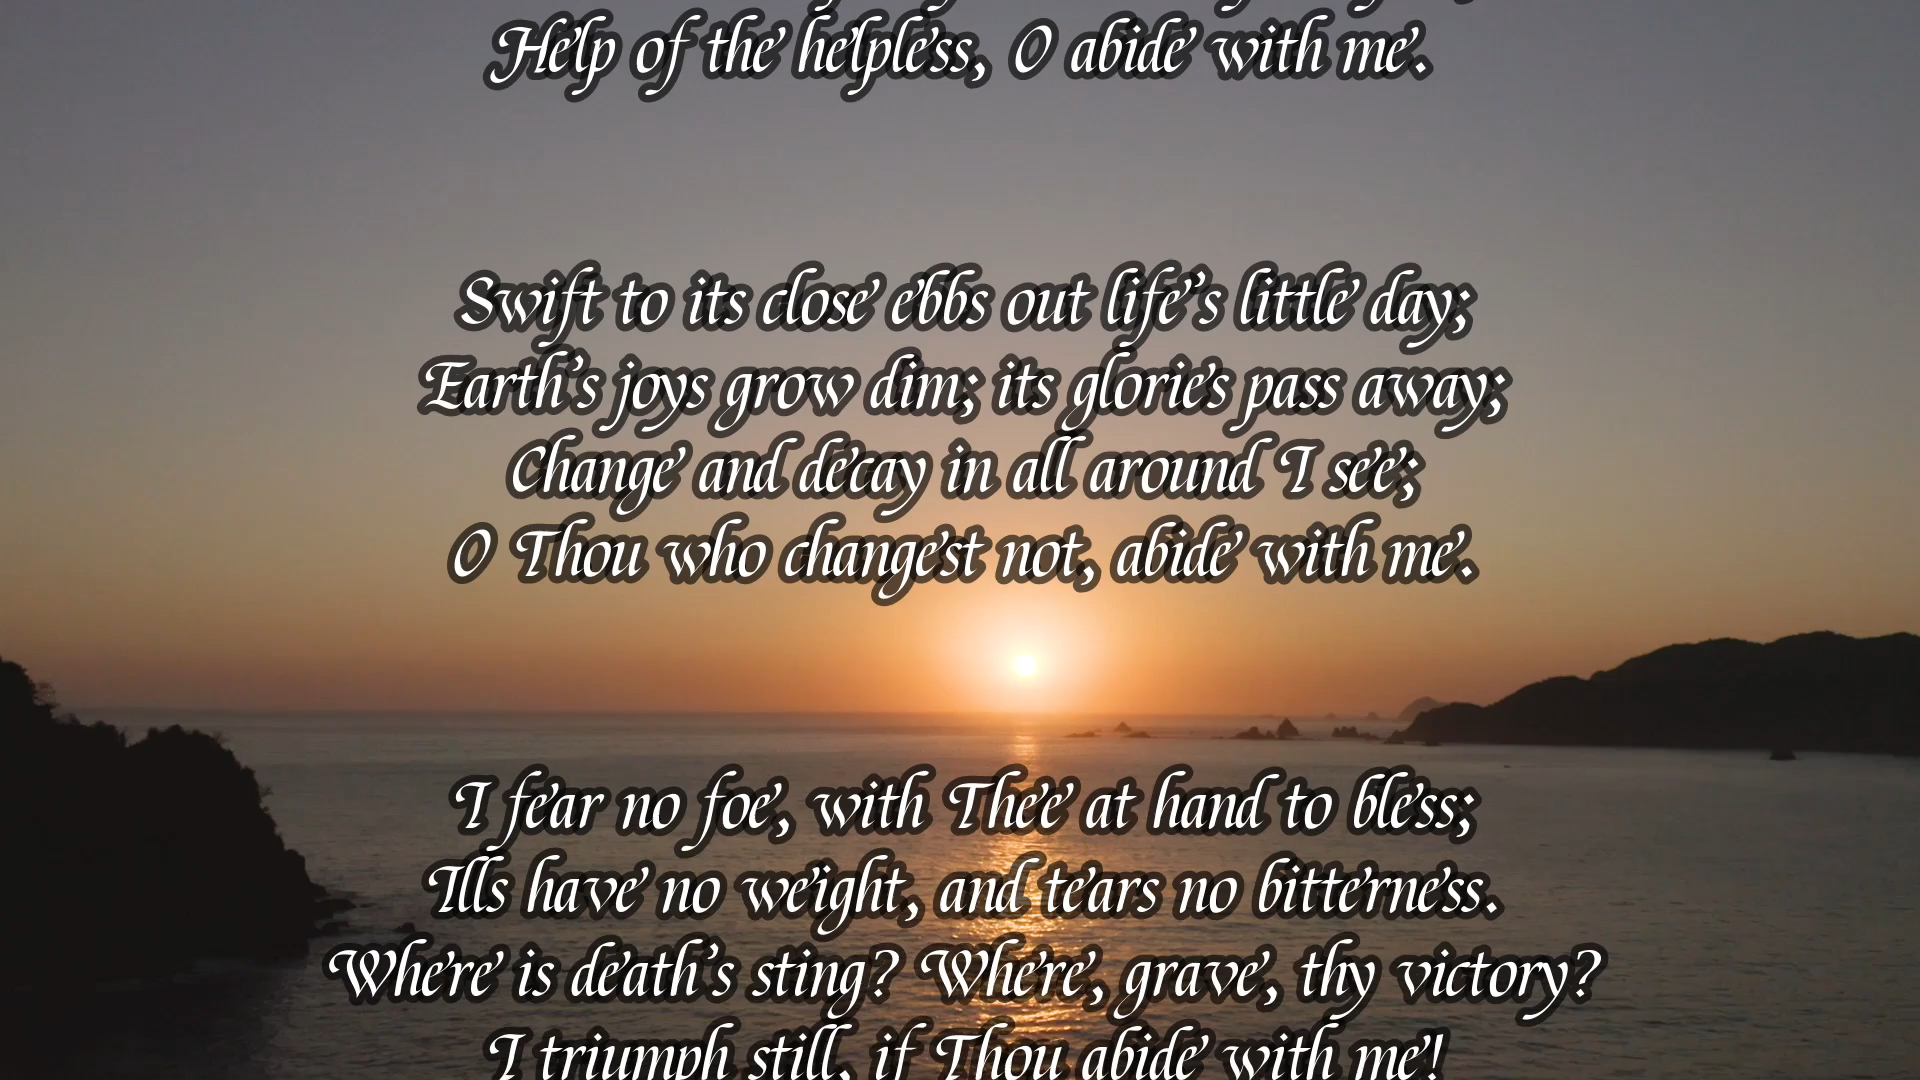 Help of the helpless, O abide with me.
Swift to its close ebbs out life's little day;
Earth's joys grow dim; its glories pass away;
Change and decay in all around I see;
O Thou who changest not, abide with me.
I fear no foe, with Thee at hand to bless;
Ills have no weight, and tears no bitterness.
Where is death's sting? Where, grave, thy victory?
I triumph still, if Thou abide with me!